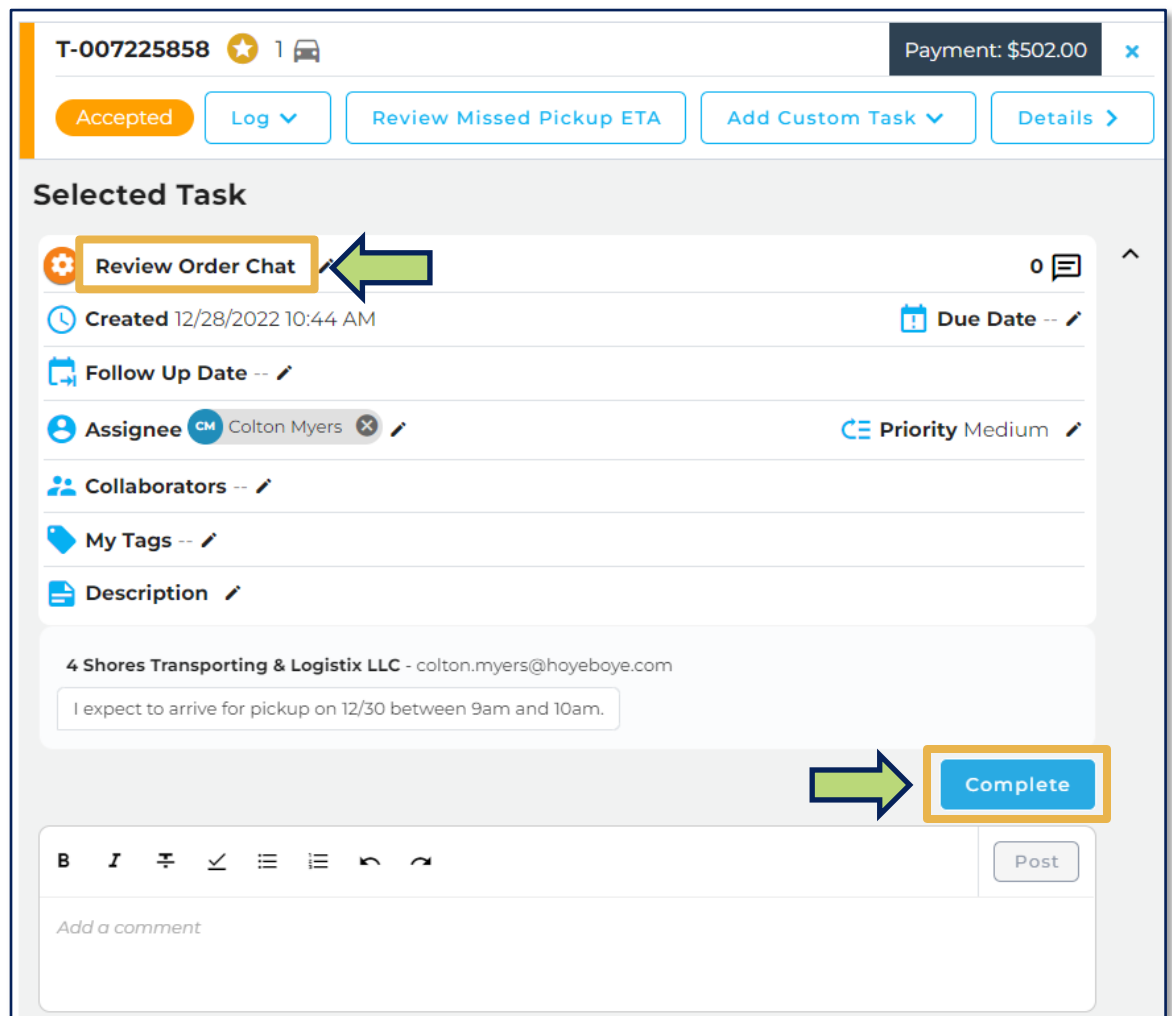 T-007225858 1 Payment: $502.00 ×
Accepted Log Review Missed Pickup ETA Add Custom Task Details
Selected Task
Review Order Chat 0
Created 12/28/2022 10:44 AM Due Date --
Follow Up Date --
Assignee CM Colton Myers Priority Medium
Collaborators --
My Tags --
Description
4 Shores Transporting & Logistix LLC - colton.myers@hoyeboye.com
I expect to arrive for pickup on 12/30 between 9am and 10am.
Complete
B I T Post
Add a comment